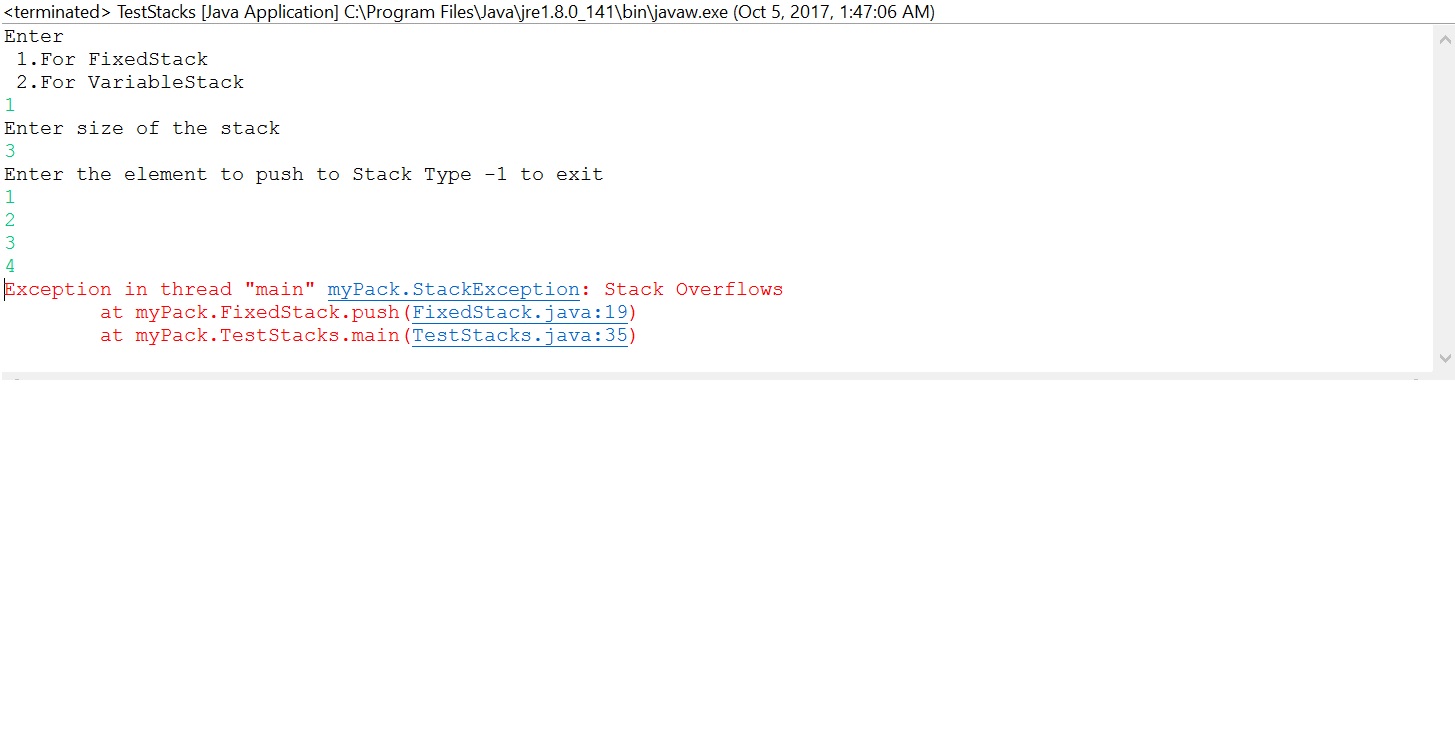 <terminated> TestStacks [Java Application] C:\Program Files\Java\jre1.8.0_141\bin\javaw.exe (Oct 5, 2017, 1:47:06 AM)
Enter
 1.For FixedStack
 2.For VariableStack
1
Enter size of the stack
3
Enter the element to push to Stack Type -1 to exit
1
2
3
4
Exception in thread "main" myPack.StackException: Stack Overflows
        at myPack.FixedStack.push(FixedStack.java:19)
        at myPack.TestStacks.main(TestStacks.java:35)